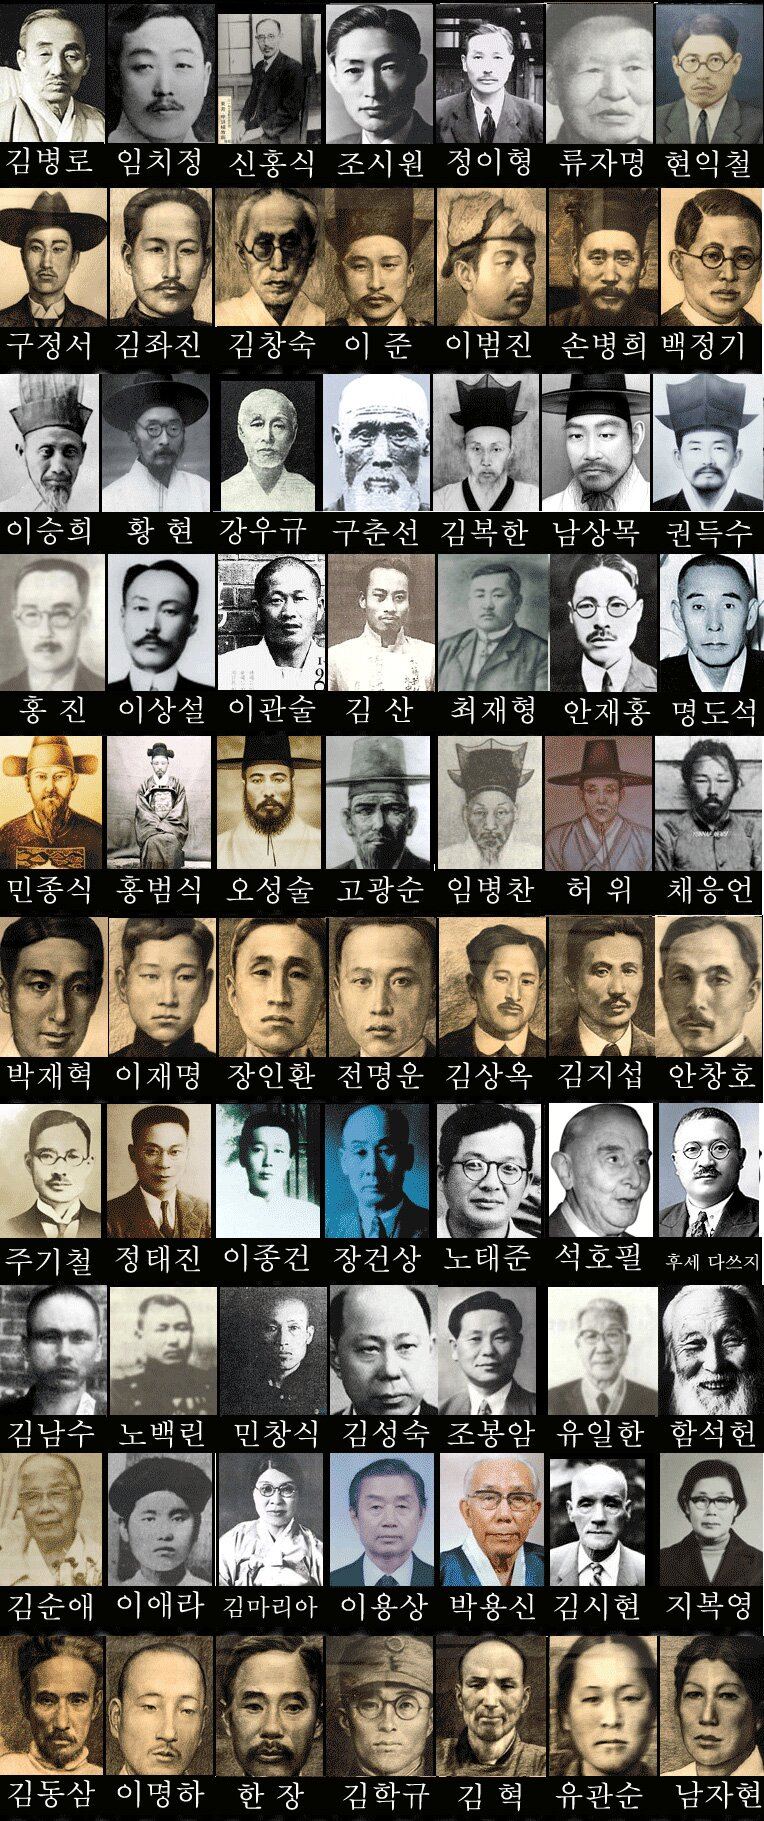 김병로 임치정 신홍식 조시원 정이형 류자명 현익철
구정서 김좌진 김창숙 이 준 이범진 손병희 백정기
이승희 황 현 강우규 구춘선 김복한 남상목 권득수
홍 진 이상설 이관술 김 산 최재형 안재홍 명도석
민종식 홍범식 오성술 고광순 임병찬 허 위 채응언
박재혁 이재명 장인환 전명운 김상옥 김지섭 안창호
주기철 정태진 이종건 장건상 노태준 석호필 후세 다쓰지
김남수 노백린 민창식 김성숙 조봉암 유일한 함석헌
김순애 이애라 김마리아 이용상 박용신 김시현 지복영
김동삼 이명하 한 장 김학규 김 혁 유관순 남자현